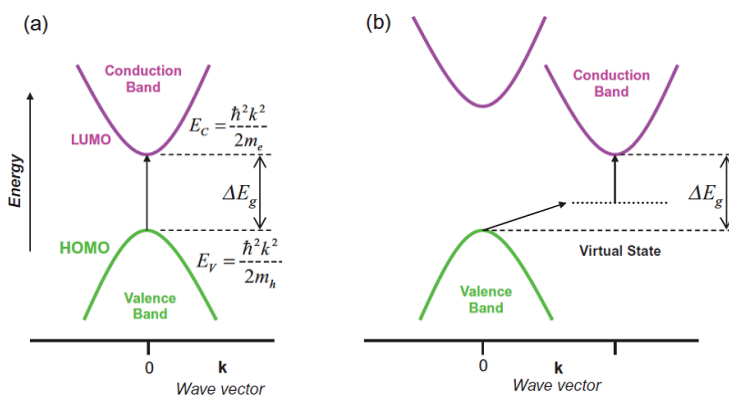 (a)
Conduction
Band
LUMO
E_C = ħ²k²/2m_e
ΔE_g
Energy
HOMO
E_V = ħ²k²/2m_h
Valence
Band
0
k
Wave vector
(b)
Conduction
Band
ΔE_g
Virtual State
Valence
Band
0
k
Wave vector